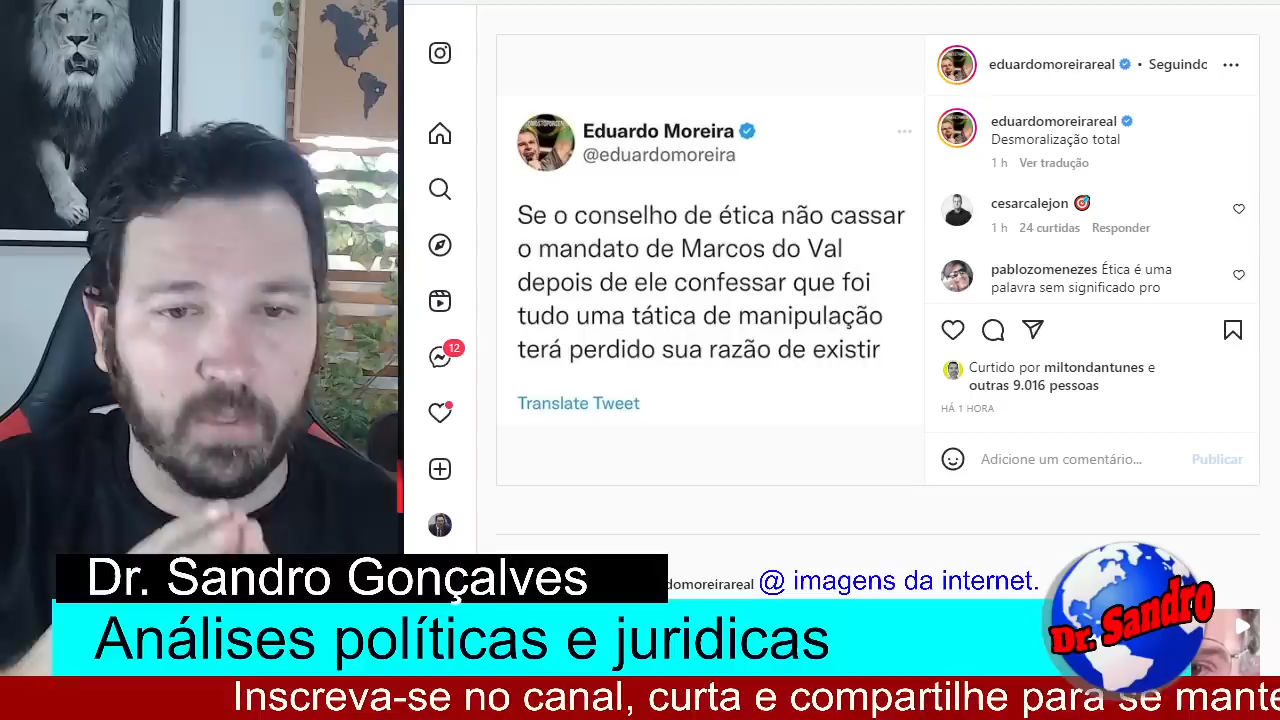 Eduardo Moreira
@eduardomoreira
Se o conselho de ética não cassar
o mandato de Marcos do Val
depois de ele confessar que foi
tudo uma tática de manipulação
terá perdido sua razão de existir
Translate Tweet
eduardomoreirareal • Seguindo
eduardomoreirareal
Desmoralização total
1 h Ver tradução
cesarcalejon
1 h 24 curtidas Responder
pablozomenezes Ética é uma
palavra sem significado pro
Curtido por miltondantunes e
outras 9.016 pessoas
HÁ 1 HORA
Adicione um comentário... Publicar
12
Dr. Sandro Gonçalves
domoreirareal @ imagens da internet.
Análises políticas e juridicas
Dr. Sandro
Inscreva-se no canal, curta e compartilhe para se mante